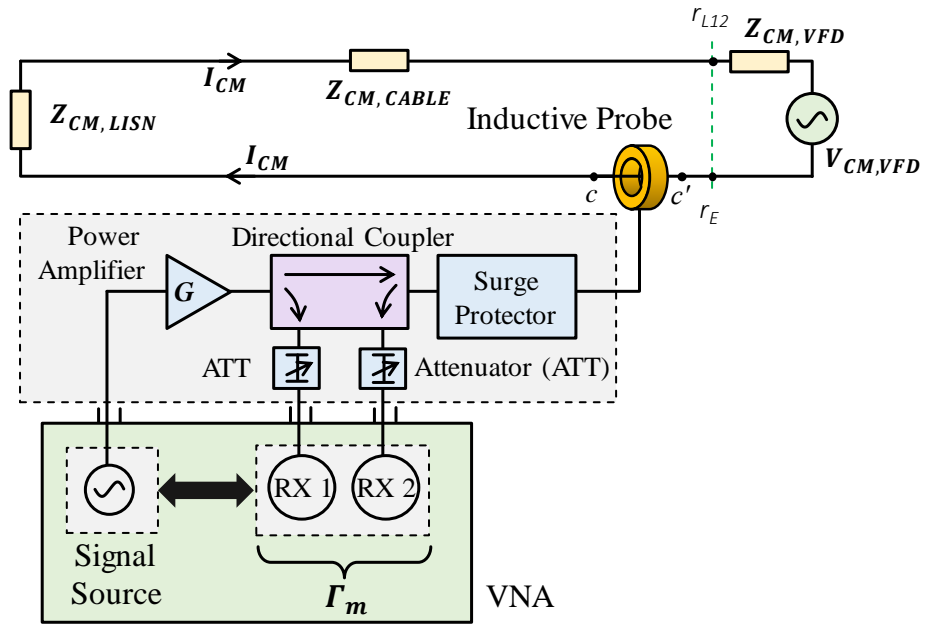 r_L12
Z_CM,VFD
I_CM
Z_CM,CABLE
Z_CM,LISN
Inductive Probe
I_CM
V_CM,VFD
c
c'
r_E
Power
Amplifier
Directional Coupler
G
Surge
Protector
ATT
Attenuator (ATT)
RX 1
RX 2
Signal
Source
Γ_m
VNA